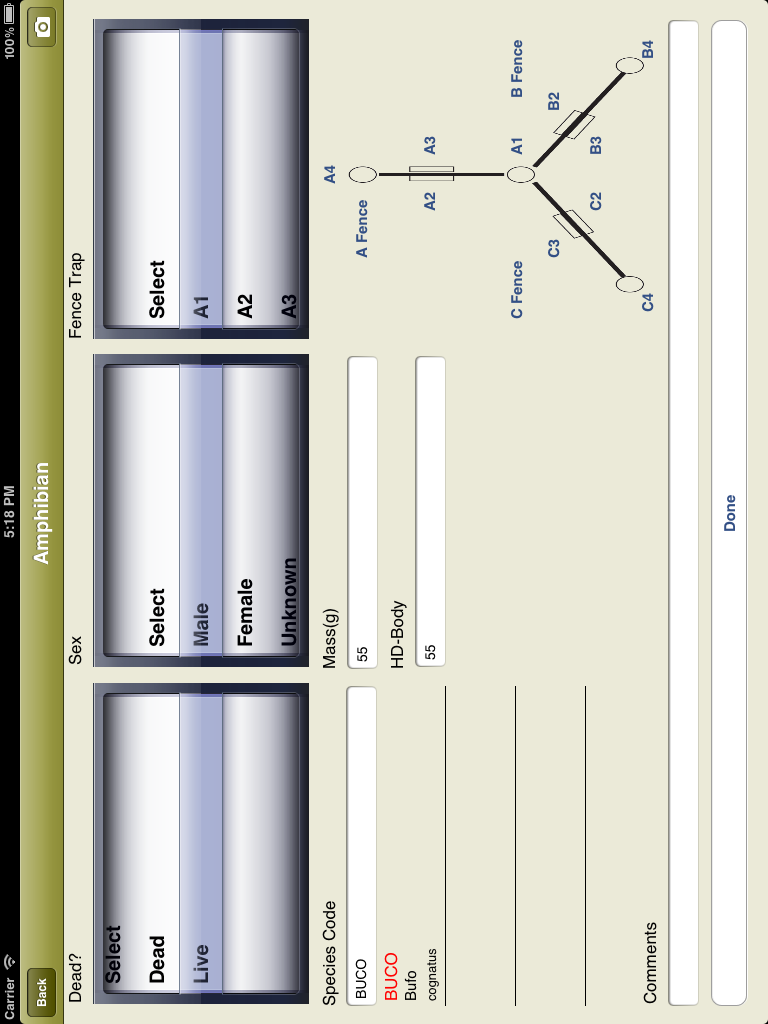 Carrier 5:18 PM 100%
Back Amphibian
Dead? Sex Fence Trap
Select
Dead Select Select
Live Male A1
Female A2
Unknown A3
Species Code Mass(g)
BUCO 55
BUCO
Bufo
cognatus
HD-Body
55
A4
A Fence
A2 A3
C Fence A1 B Fence
C3 B2
C2 B3
C4 B4
Comments
Done